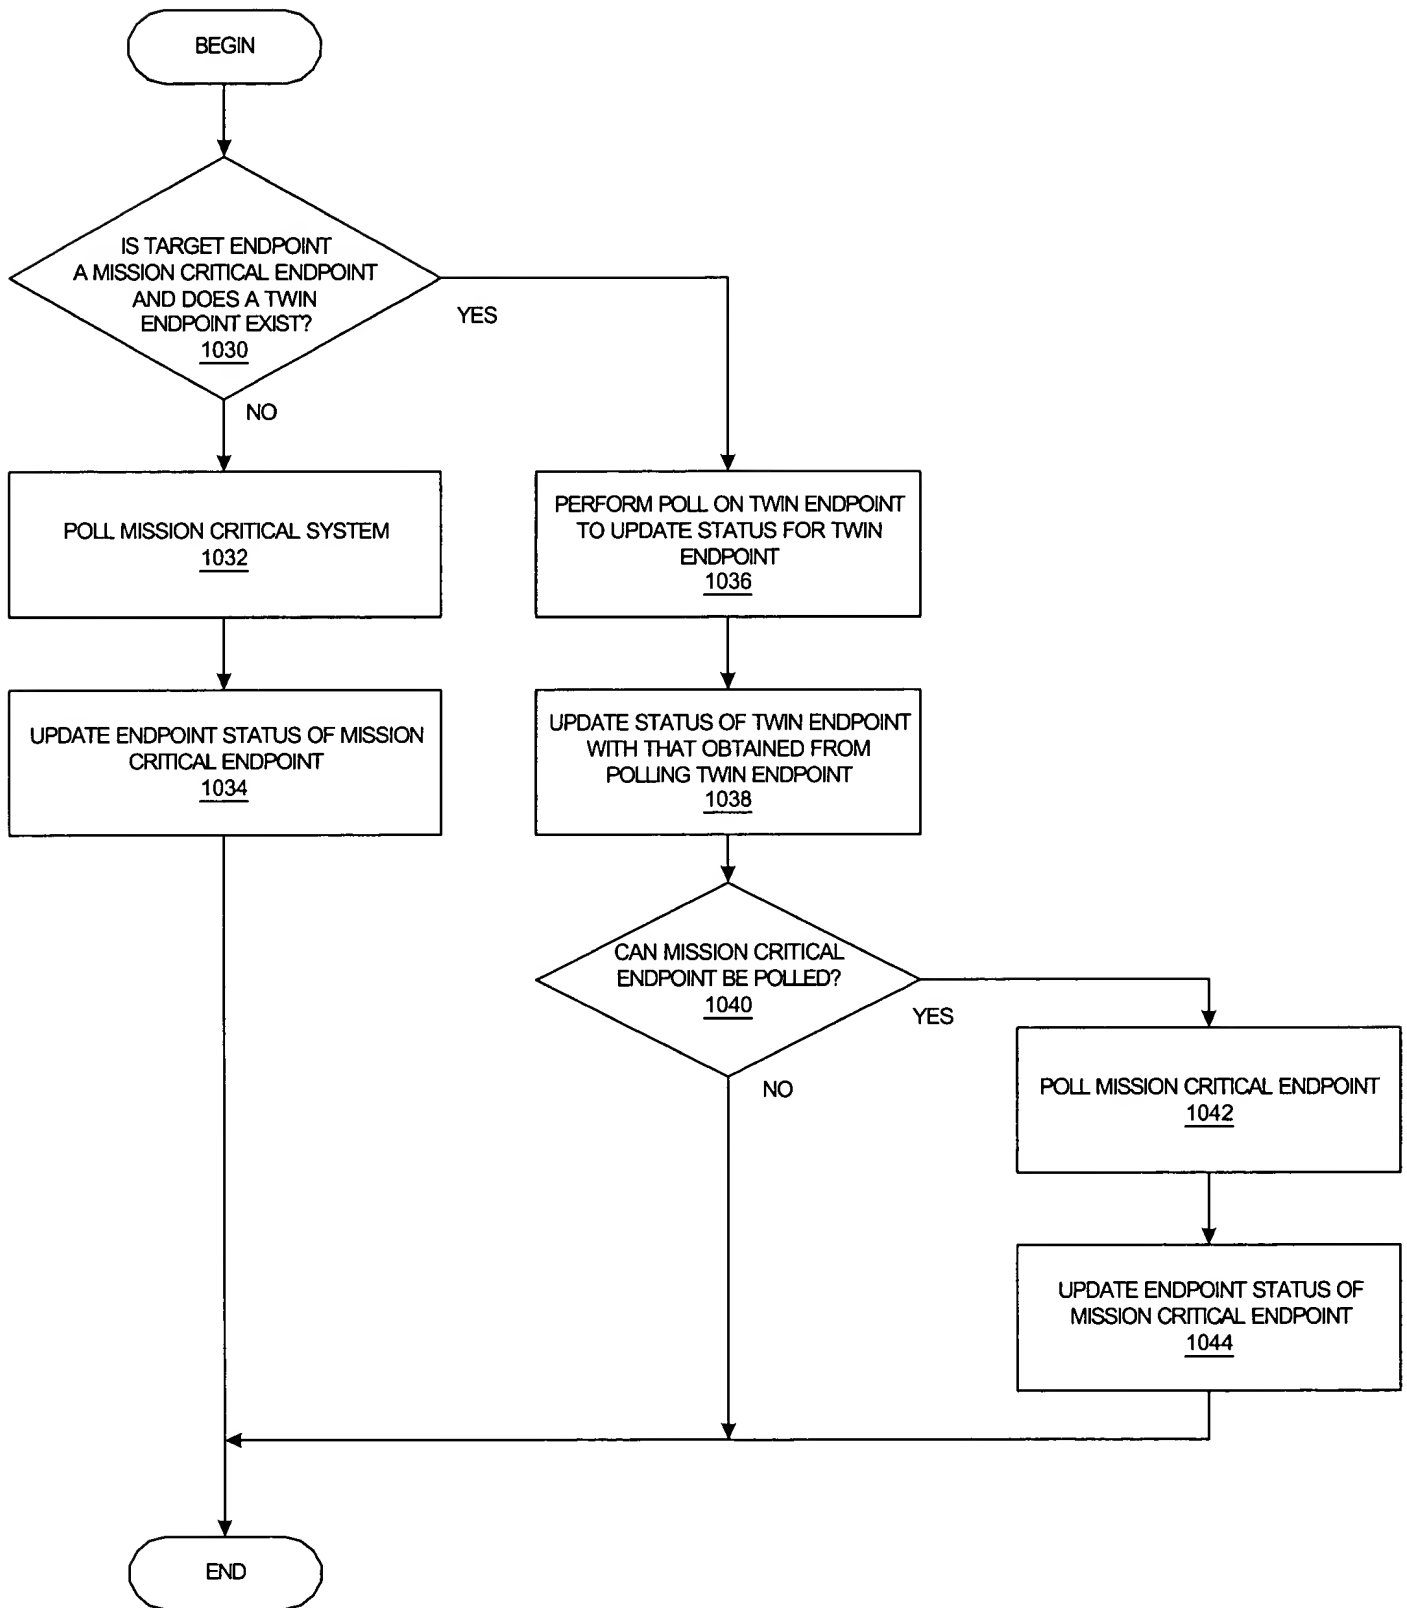 BEGIN
IS TARGET ENDPOINT
A MISSION CRITICAL ENDPOINT
AND DOES A TWIN
ENDPOINT EXIST?
1030
YES
NO
POLL MISSION CRITICAL SYSTEM
1032
PERFORM POLL ON TWIN ENDPOINT
TO UPDATE STATUS FOR TWIN
ENDPOINT
1036
UPDATE ENDPOINT STATUS OF MISSION
CRITICAL ENDPOINT
1034
UPDATE STATUS OF TWIN ENDPOINT
WITH THAT OBTAINED FROM
POLLING TWIN ENDPOINT
1038
CAN MISSION CRITICAL
ENDPOINT BE POLLED?
1040
YES
NO
POLL MISSION CRITICAL ENDPOINT
1042
UPDATE ENDPOINT STATUS OF
MISSION CRITICAL ENDPOINT
1044
END